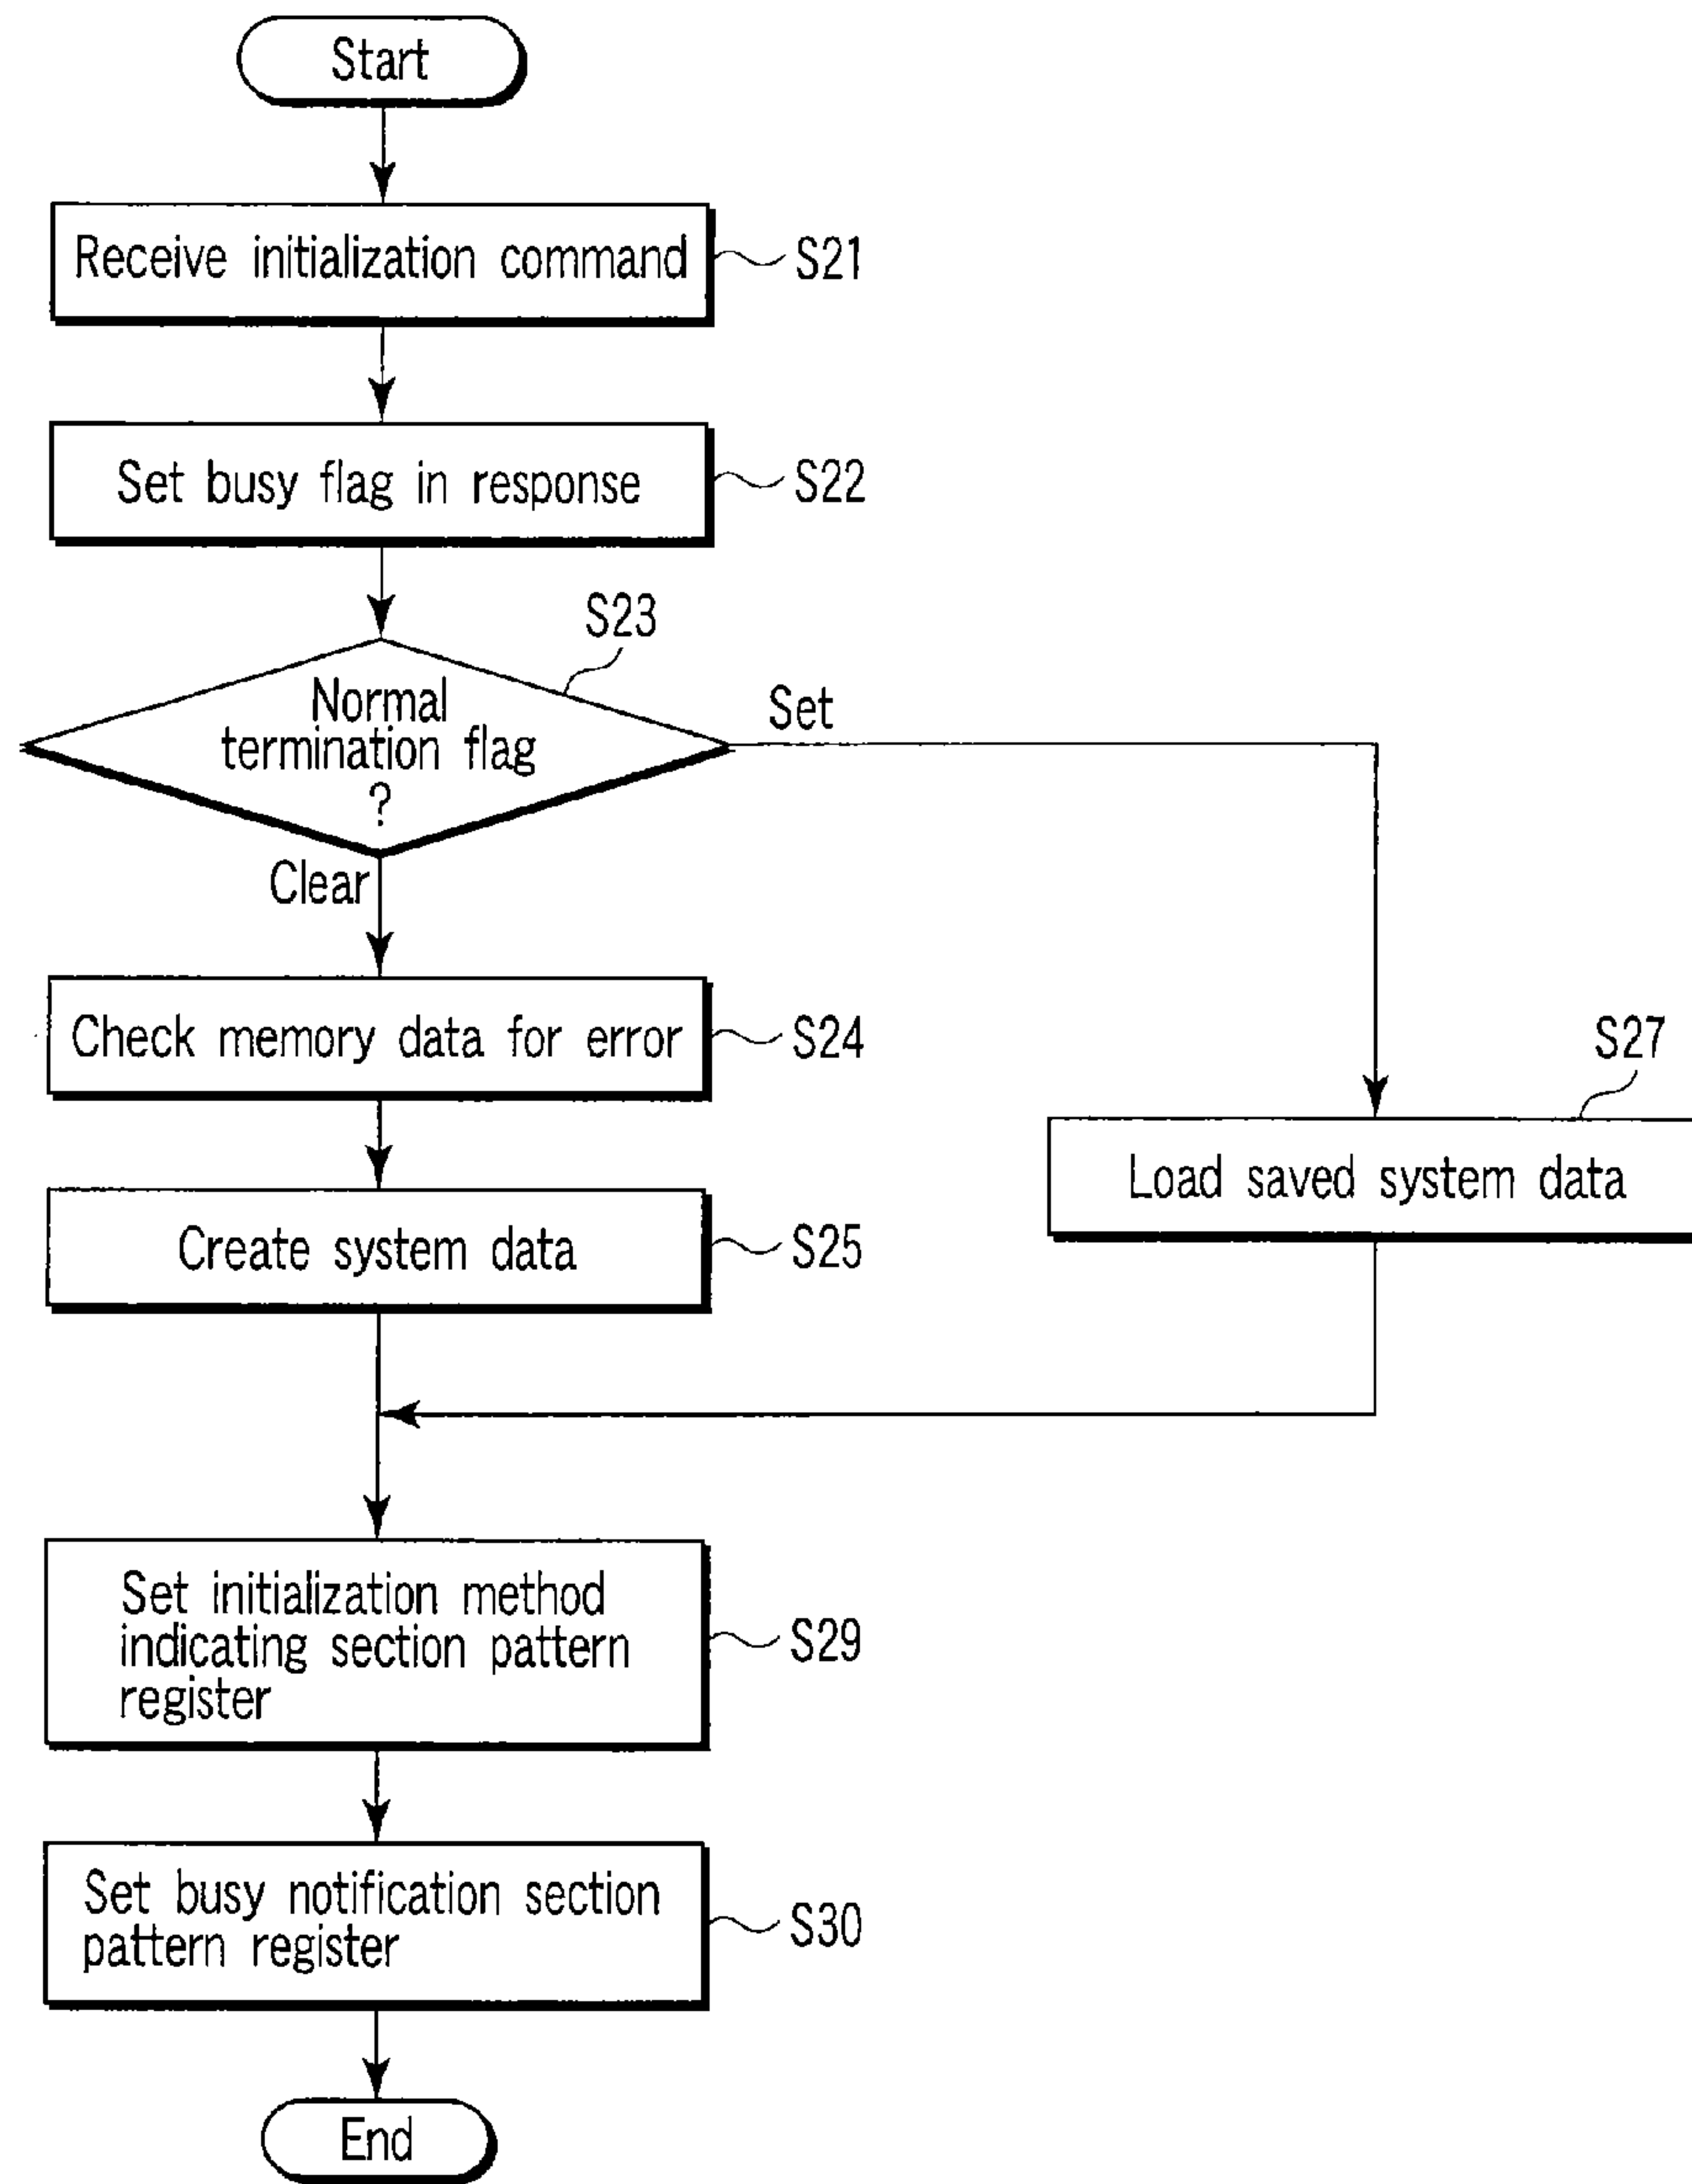 Start
Receive initialization command
S21
Set busy flag in response
S22
S23
Normal
termination flag
?
Set
Clear
Check memory data for error
S24
S27
Load saved system data
Create system data
S25
Set initialization method
indicating section pattern
register
S29
Set busy notification section
pattern register
S30
End